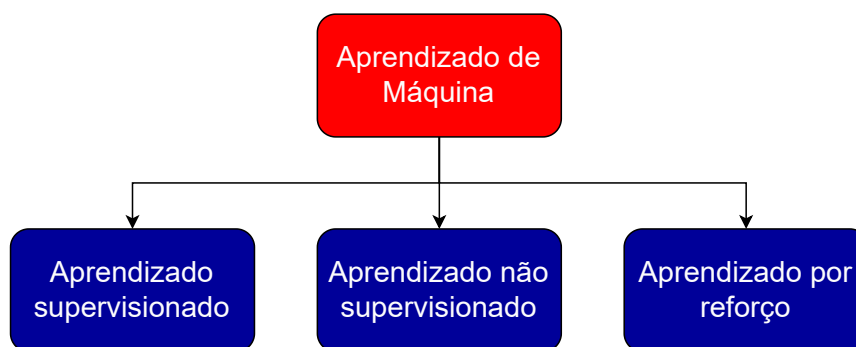 Aprendizado de
Máquina
Aprendizado
supervisionado
Aprendizado não
supervisionado
Aprendizado por
reforço